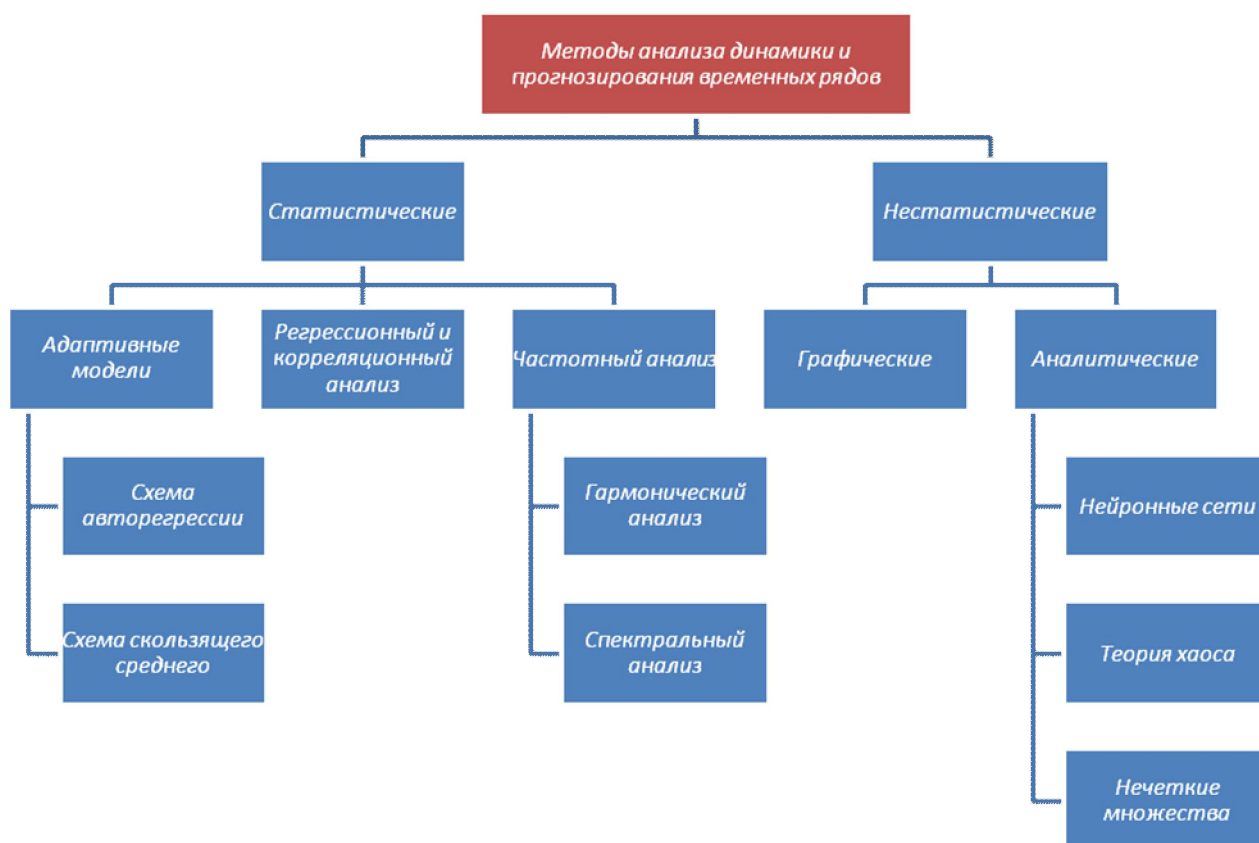 Методы анализа динамики и
прогнозирования временных рядов
Статистические
Нестатистические
Адаптивные
модели
Регрессионный и
корреляционный
анализ
Частотный анализ
Графические
Аналитические
Схема
авторегрессии
Гармонический
анализ
Нейронные сети
Схема скользящего
среднего
Спектральный
анализ
Теория хаоса
Нечеткие
множества